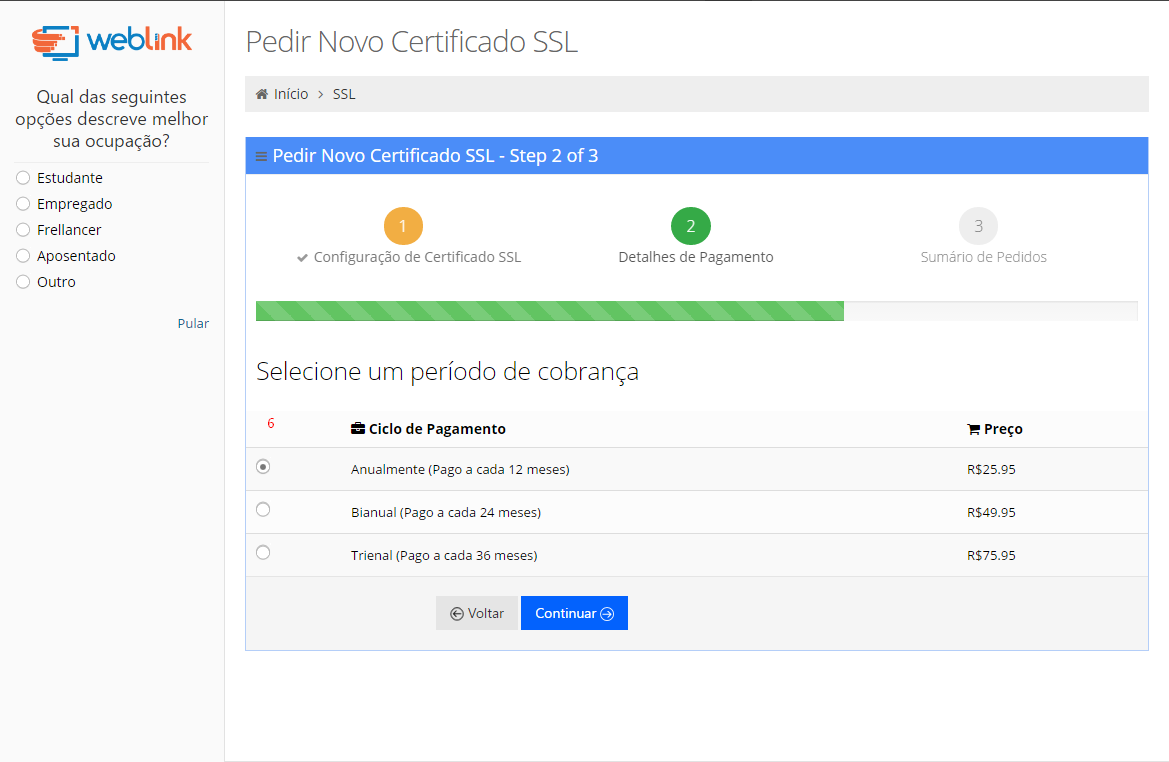 weblink
Qual das seguintes
opções descreve melhor
sua ocupação?
Estudante
Empregado
Frellancer
Aposentado
Outro
Pular
Pedir Novo Certificado SSL
Início > SSL
Pedir Novo Certificado SSL - Step 2 of 3
1 2 3
Configuração de Certificado SSL Detalhes de Pagamento Sumário de Pedidos
Selecione um período de cobrança
6 Ciclo de Pagamento Preço
Anualmente (Pago a cada 12 meses) R$25.95
Bianual (Pago a cada 24 meses) R$49.95
Trienal (Pago a cada 36 meses) R$75.95
Voltar Continuar